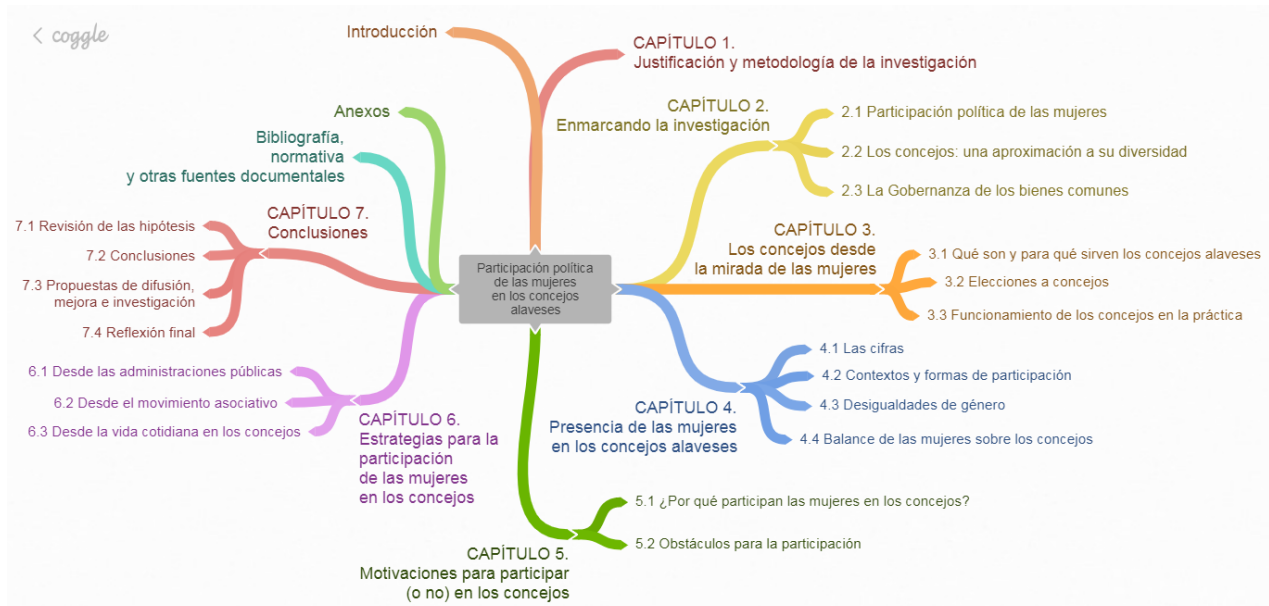 coggle
Introducción
CAPÍTULO 1.
Justificación y metodología de la investigación
CAPÍTULO 2.
Enmarcando la investigación
2.1 Participación política de las mujeres
2.2 Los concejos: una aproximación a su diversidad
2.3 La Gobernanza de los bienes comunes
CAPÍTULO 3.
Los concejos desde
la mirada de las mujeres
3.1 Qué son y para qué sirven los concejos alaveses
3.2 Elecciones a concejos
3.3 Funcionamiento de los concejos en la práctica
Participación política
de las mujeres
en los concejos
alaveses
CAPÍTULO 4.
Presencia de las mujeres
en los concejos alaveses
4.1 Las cifras
4.2 Contextos y formas de participación
4.3 Desigualdades de género
4.4 Balance de las mujeres sobre los concejos
CAPÍTULO 5.
Motivaciones para participar
(o no) en los concejos
5.1 ¿Por qué participan las mujeres en los concejos?
5.2 Obstáculos para la participación
CAPÍTULO 6.
Estrategias para la
participación
de las mujeres
en los concejos
6.1 Desde las administraciones públicas
6.2 Desde el movimiento asociativo
6.3 Desde la vida cotidiana en los concejos
CAPÍTULO 7.
Conclusiones
7.1 Revisión de las hipótesis
7.2 Conclusiones
7.3 Propuestas de difusión,
mejora e investigación
7.4 Reflexión final
Bibliografía,
normativa
y otras fuentes documentales
Anexos